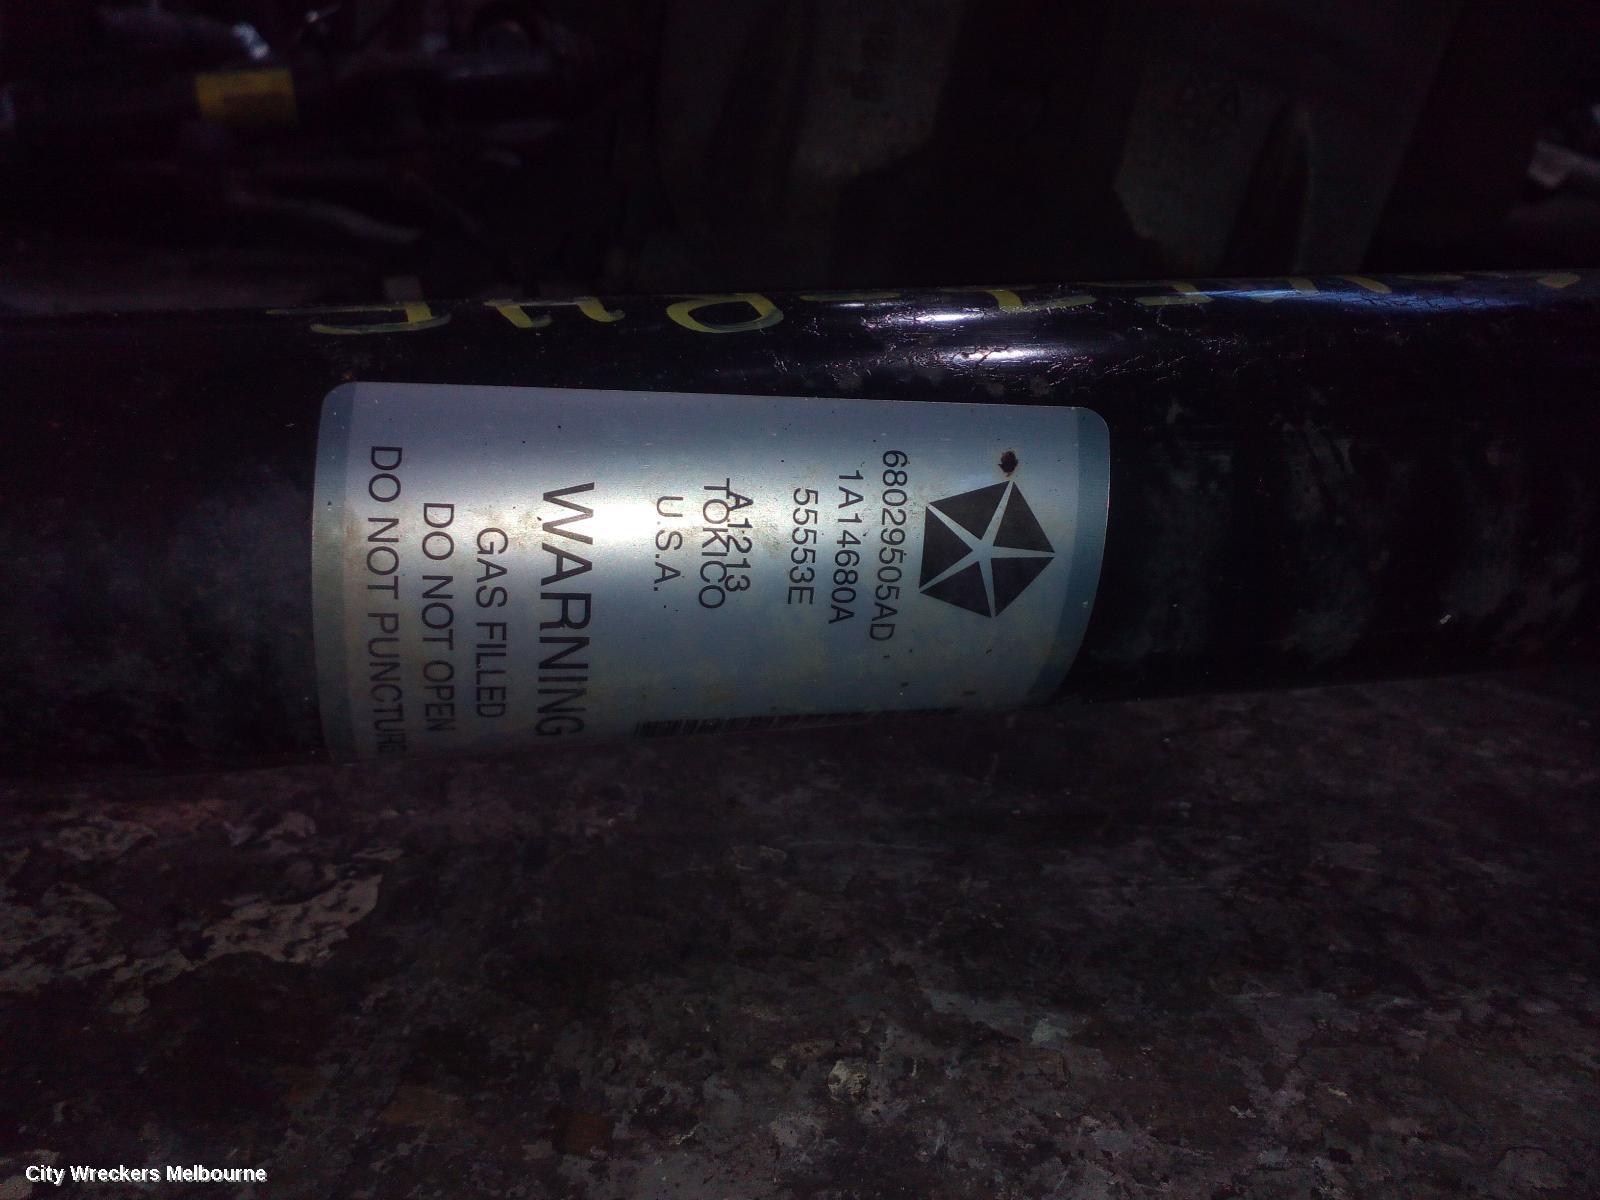 68029505AD
1A14680A
55553E
A1213
TOKICO
U.S.A.
WARNING
GAS FILLED
DO NOT OPEN
DO NOT PUNCTURE
City Wreckers Melbourne